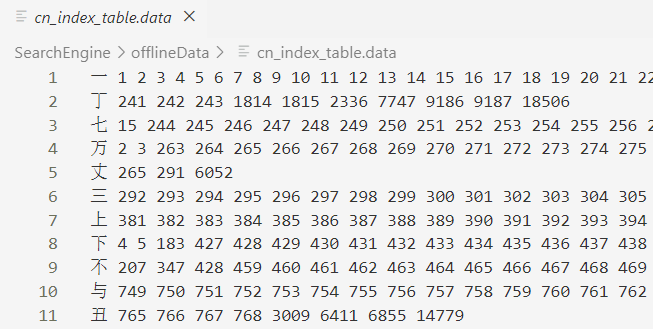 cn_index_table.data ×
SearchEngine > offlineData > cn_index_table.data
1 一 1 2 3 4 5 6 7 8 9 10 11 12 13 14 15 16 17 18 19 20 21 22
2 丁 241 242 243 1814 1815 2336 7747 9186 9187 18506
3 七 15 244 245 246 247 248 249 250 251 252 253 254 255 256 2
4 万 2 3 263 264 265 266 267 268 269 270 271 272 273 274 275
5 丈 265 291 6052
6 三 292 293 294 295 296 297 298 299 300 301 302 303 304 305
7 上 381 382 383 384 385 386 387 388 389 390 391 392 393 394
8 下 4 5 183 427 428 429 430 431 432 433 434 435 436 437 438
9 不 207 347 428 459 460 461 462 463 464 465 466 467 468 469
10 与 749 750 751 752 753 754 755 756 757 758 759 760 761 762
11 丑 765 766 767 768 3009 6411 6855 14779